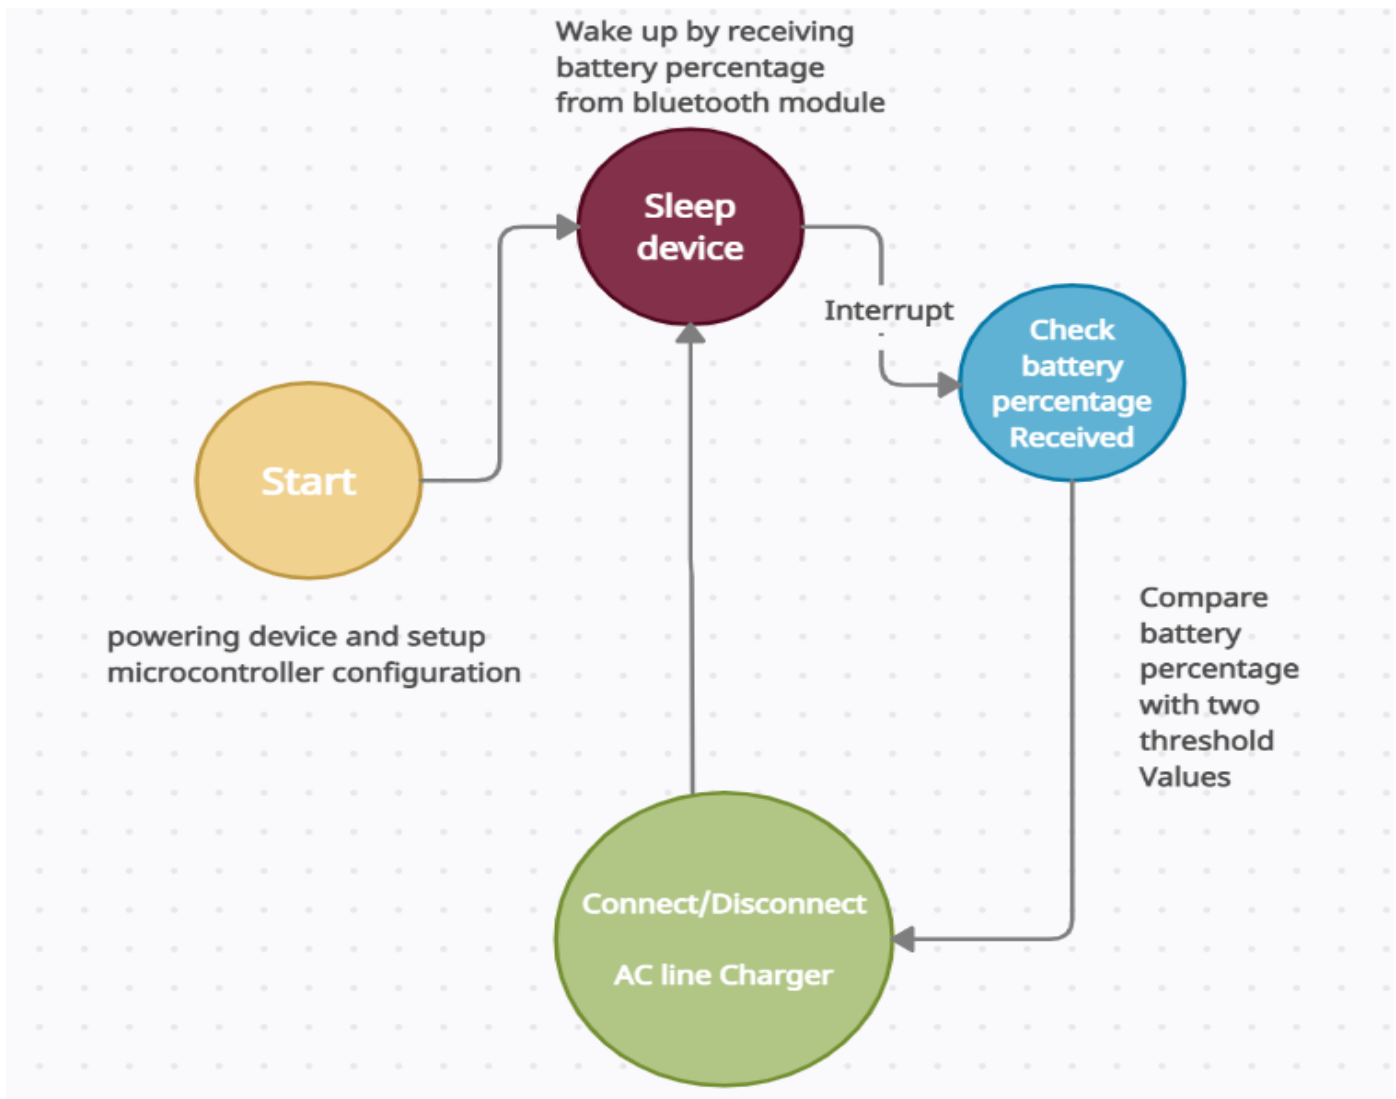 Wake up by receiving
battery percentage
from bluetooth module
Sleep
device
Interrupt
Check
battery
percentage
Received
Start
powering device and setup
microcontroller configuration
Compare
battery
percentage
with two
threshold
Values
Connect/Disconnect
AC line Charger